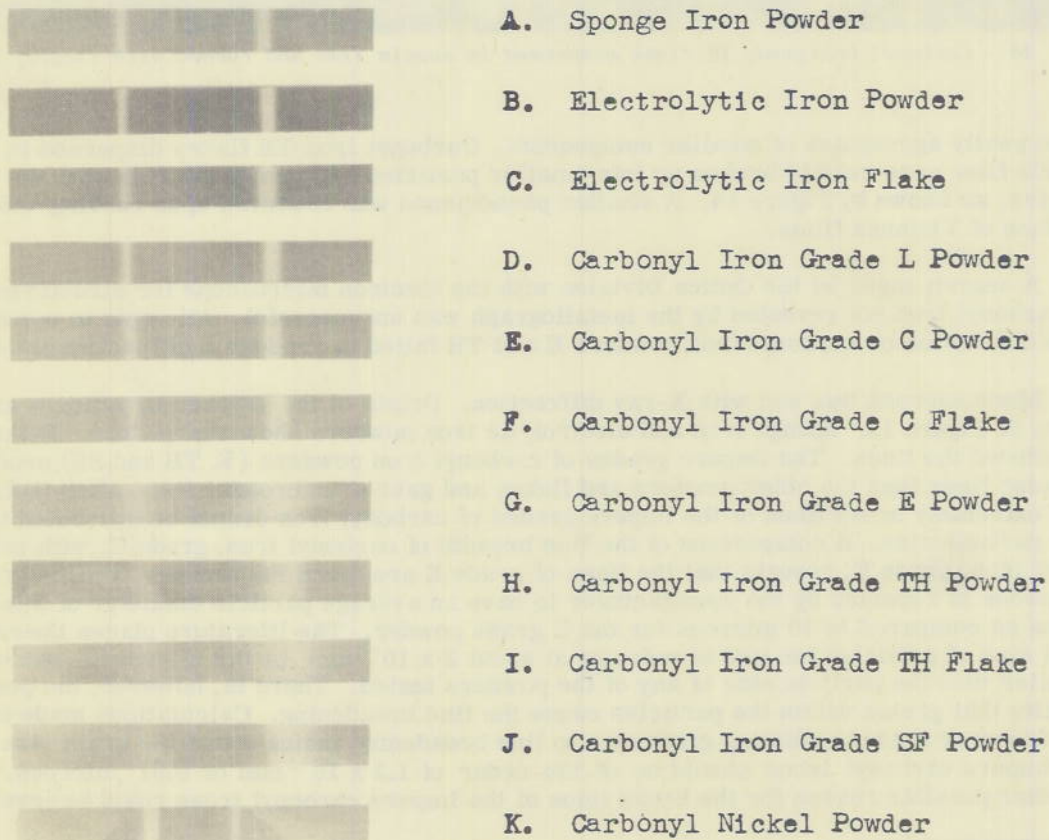 A. Sponge Iron Powder
B. Electrolytic Iron Powder
C. Electrolytic Iron Flake
D. Carbonyl Iron Grade L Powder
E. Carbonyl Iron Grade C Powder
F. Carbonyl Iron Grade C Flake
G. Carbonyl Iron Grade E Powder
H. Carbonyl Iron Grade TH Powder
I. Carbonyl Iron Grade TH Flake
J. Carbonyl Iron Grade SF Powder
K. Carbonyl Nickel Powder